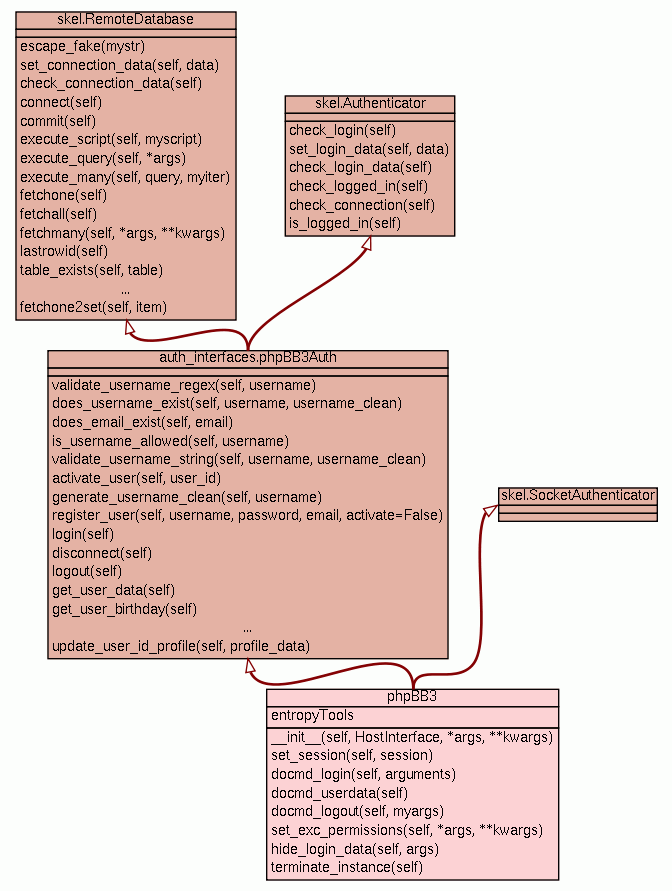 skel.RemoteDatabase
escape_fake(mystr)
set_connection_data(self, data)
check_connection_data(self)
connect(self)
commit(self)
execute_script(self, myscript)
execute_query(self, *args)
execute_many(self, query, myiter)
fetchone(self)
fetchall(self)
fetchmany(self, *args, **kwargs)
lastrowid(self)
table_exists(self, table)
...
fetchone2set(self, item)
skel.Authenticator
check_login(self)
set_login_data(self, data)
check_login_data(self)
check_logged_in(self)
check_connection(self)
is_logged_in(self)
auth_interfaces.phpBB3Auth
validate_username_regex(self, username)
does_username_exist(self, username, username_clean)
does_email_exist(self, email)
is_username_allowed(self, username)
validate_username_string(self, username, username_clean)
activate_user(self, user_id)
generate_username_clean(self, username)
register_user(self, username, password, email, activate=False)
login(self)
disconnect(self)
logout(self)
get_user_data(self)
get_user_birthday(self)
...
update_user_id_profile(self, profile_data)
skel.SocketAuthenticator
phpBB3
entropyTools
__init__(self, HostInterface, *args, **kwargs)
set_session(self, session)
docmd_login(self, arguments)
docmd_userdata(self)
docmd_logout(self, myargs)
set_exc_permissions(self, *args, **kwargs)
hide_login_data(self, args)
terminate_instance(self)